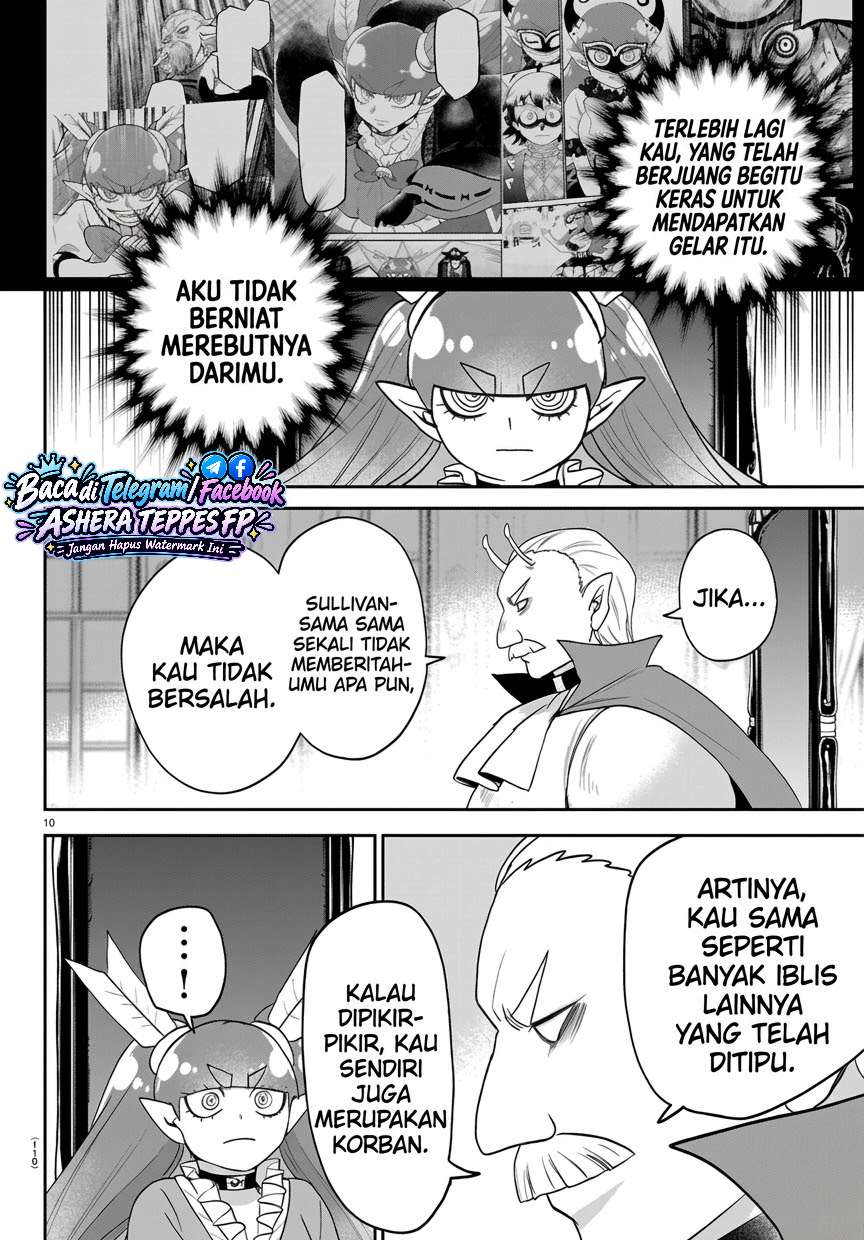 TERLEBIH LAGI
KAU, YANG TELAH
BERJUANG BEGITU
KERAS UNTUK
MENDAPATKAN
GELAR ITU.
AKU TIDAK
BERNIAT
MEREBUTNYA
DARIMU.
Baca di Telegram/Facebook
ASHERA TEPPES FP
Jangan Hapus Watermark Ini
JIKA...
SULLIVAN-
SAMA SAMA
SEKALI TIDAK
MEMBERITAH-
UMU APA PUN,
MAKA
KAU TIDAK
BERSALAH.
10
ARTINYA,
KAU SAMA
SEPERTI
BANYAK IBLIS
LAINNYA
YANG TELAH
DITIPU.
KALAU
DIPIKIR-
PIKIR, KAU
SENDIRI
JUGA
MERUPAKAN
KORBAN.
...!
(110)